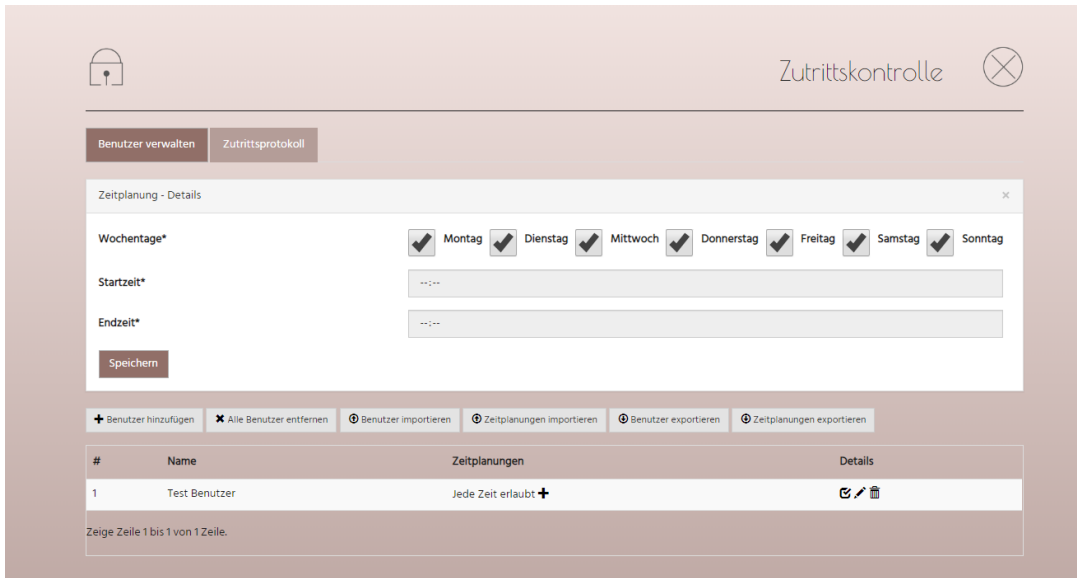 Zutrittskontrolle
Benutzer verwalten Zutrittsprotokoll
Zeitplanung - Details ×
Wochentage* Montag Dienstag Mittwoch Donnerstag Freitag Samstag Sonntag
Startzeit* --:--
Endzeit* --:--
Speichern
Benutzer hinzufügen Alle Benutzer entfernen Benutzer importieren Zeitplanungen importieren Benutzer exportieren Zeitplanungen exportieren
# Name Zeitplanungen Details
1 Test Benutzer Jede Zeit erlaubt
Zeige Zeile 1 bis 1 von 1 Zeile.